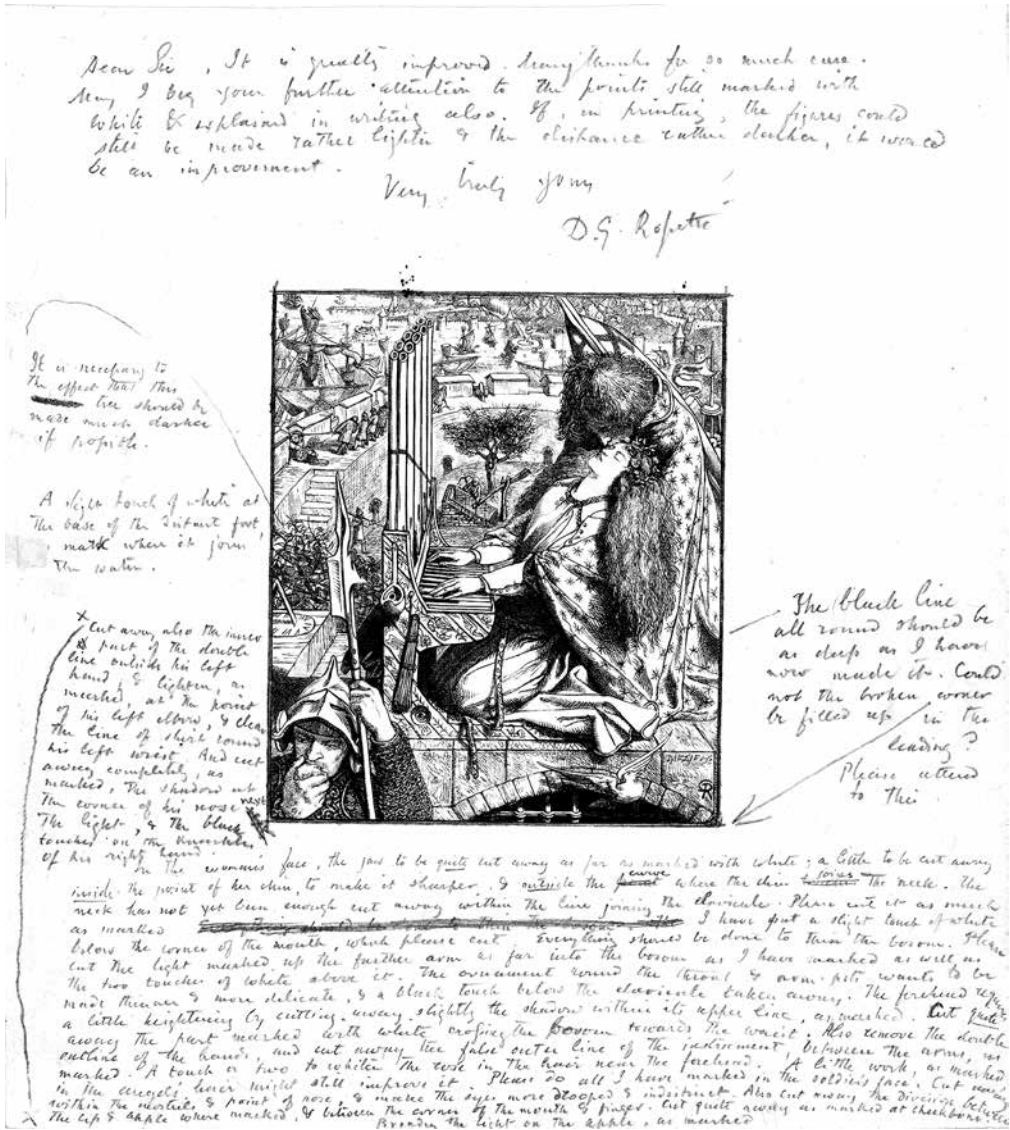 Dear Sir, It is greatly improved. Many thanks for so much care.
May I beg your further attention to the points still marked with
white & explained in writing also. If, in printing, the figures could
still be made rather lighter & the distance rather darker, it would
be an improvement.
Very truly yours
D. G. Rossetti
It is necessary to
the effect that this
tree should be
made much darker
if possible.
A slight touch of white at
the base of the distant foot,
mark where it joins
the water.
The black line
all round should be
as deep as I have
now made it. Could
not the broken corner
be filled up in the
leading?
Please attend
to this.
x Cut away also the inner
part of the double
line outside his left
hand, & lighten, as
marked, at the point
of his left elbow, & clear
the line of shirt round
his left wrist. And cut
away completely, as
marked, the shadow at
the corner of his nose next
the light, & the black
touches on the knuckles
of his right hand.
On the woman's face, the jaw to be quite cut away as far as marked with white; a little to be cut away
inside the point of her chin, to make it sharper, & outside the curve where the chin joins the neck. The
neck has not yet been enough cut away within the line joining the clavicule. Please cut it as much
as marked I have put a slight touch of white
below the corner of the mouth, which please cut. Everything should be done to thin the bosom. Please
cut the light marked up the further arm as far into the bosom as I have marked as well as
the two touches of white above it. The ornament round the throat & arm-pits wants to be
made thinner & more delicate, & a black touch below the clavicule taken away. The forehead requires
a little heightening by cutting away slightly the shadow within its upper line, as marked. Cut quite
away the part marked with white crossing the bosom towards the waist. Also remove the double
outline of the hands, and cut away the false outer line of the instrument between the arms, as
marked. A touch or two to whiten the rose in the hair near the forehead. A little work, as marked
in the angel's hair might still improve it. Please do all I have marked in the soldier's face. Cut away
within the nostrils & point of nose, & make the eyes more drooped & indistinct. Also cut away the division between
the lip & apple where marked, & between the corner of the mouth & finger. Cut quite away as marked at cheekbone.
x Broaden the light on the apple, as marked